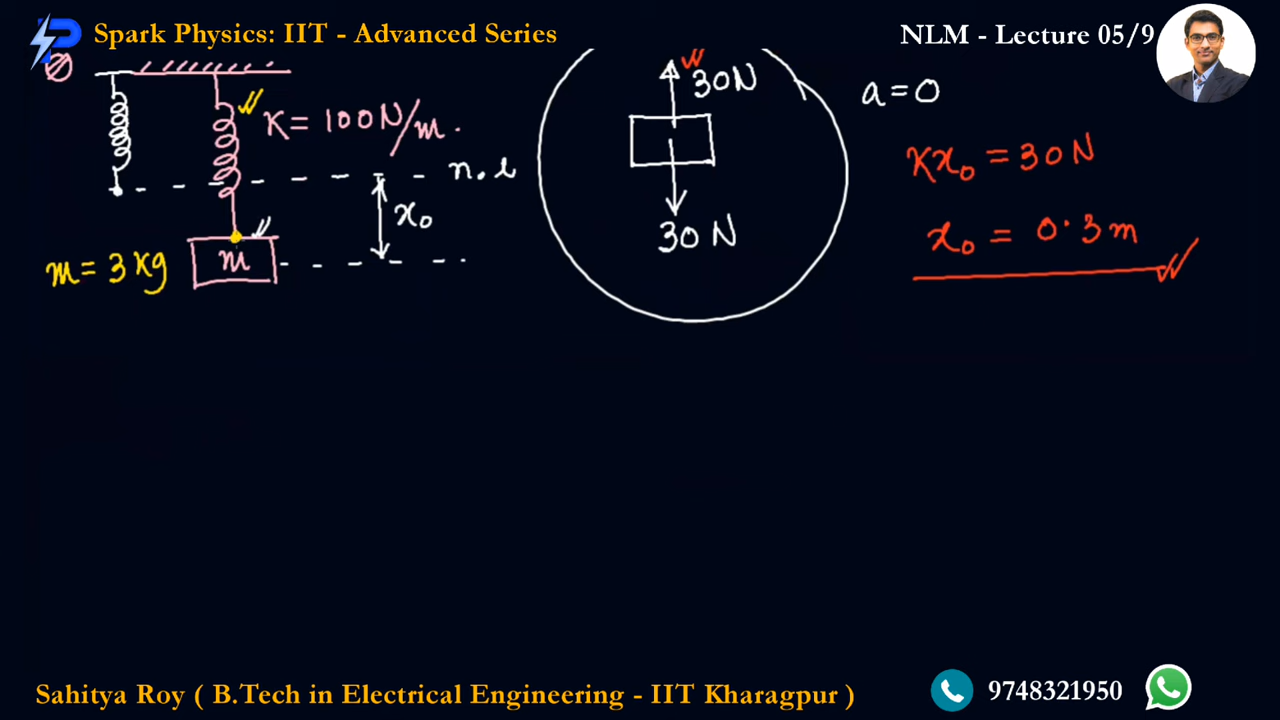 Spark Physics: IIT - Advanced Series
NLM - Lecture 05/9
K = 100N/m.
n.l
x₀
m = 3 kg
m
30N
30 N
a = 0
Kx₀ = 30 N
x₀ = 0.3 m
Sahitya Roy ( B.Tech in Electrical Engineering - IIT Kharagpur )
9748321950